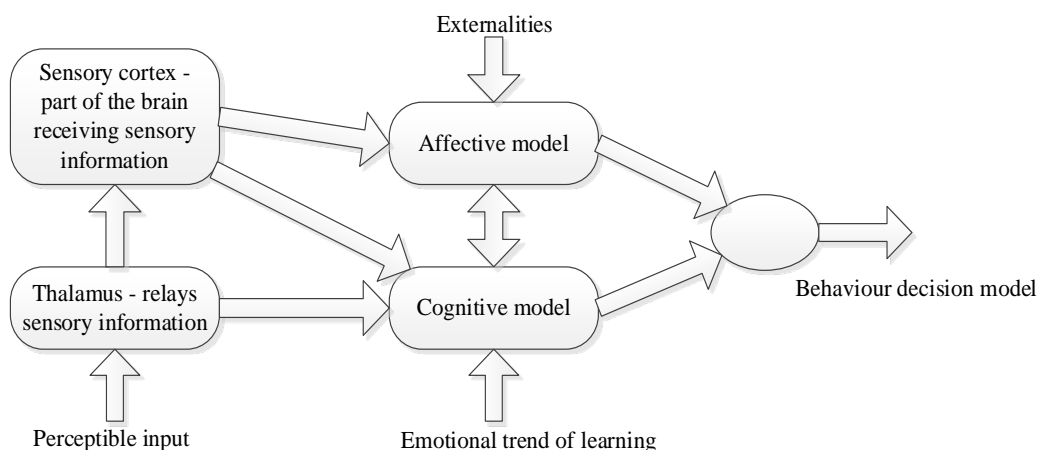 Externalities
Sensory cortex -
part of the brain
receiving sensory
information
Affective model
Thalamus - relays
sensory information
Cognitive model
Behaviour decision model
Perceptible input
Emotional trend of learning